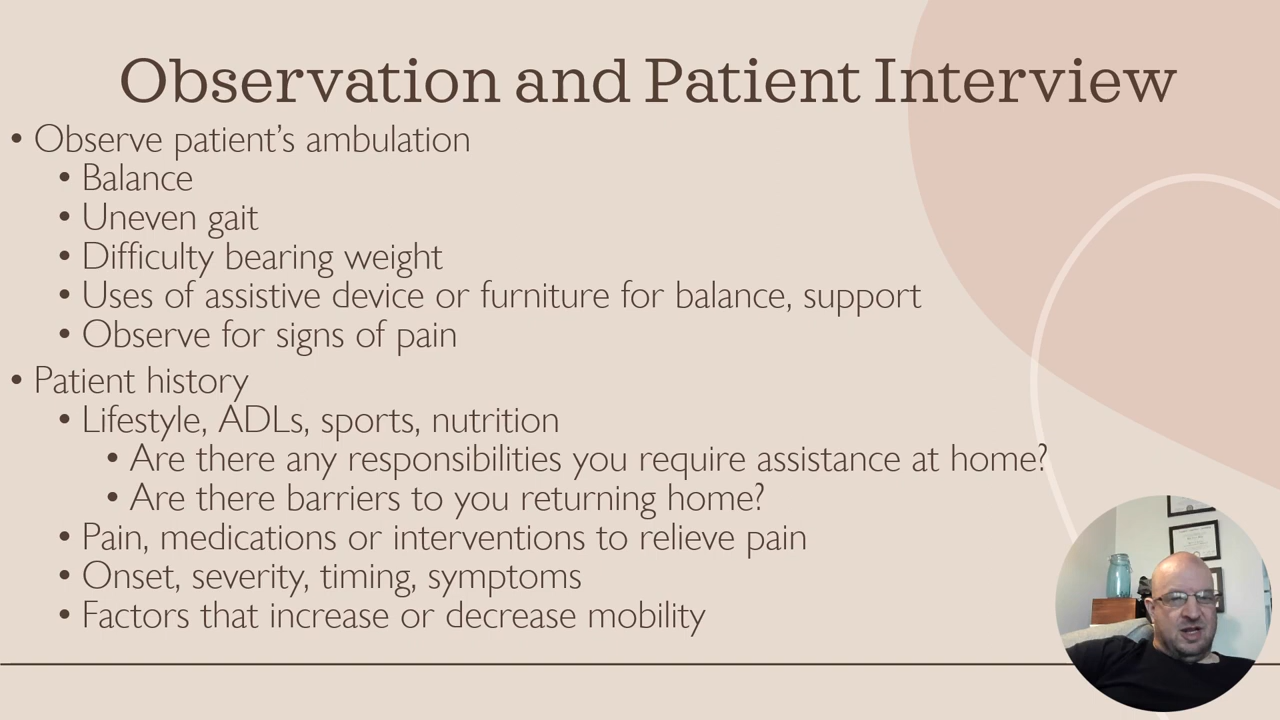 Observation and Patient Interview
• Observe patient’s ambulation
• Balance
• Uneven gait
• Difficulty bearing weight
• Uses of assistive device or furniture for balance, support
• Observe for signs of pain
• Patient history
• Lifestyle, ADLs, sports, nutrition
• Are there any responsibilities you require assistance at home?
• Are there barriers to you returning home?
• Pain, medications or interventions to relieve pain
• Onset, severity, timing, symptoms
• Factors that increase or decrease mobility